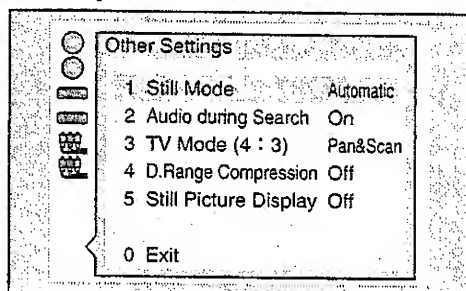 Other Settings
1 Still Mode Automatic
2 Audio during Search On
3 TV Mode (4 : 3) Pan&Scan
4 D.Range Compression Off
5 Still Picture Display Off
0 Exit